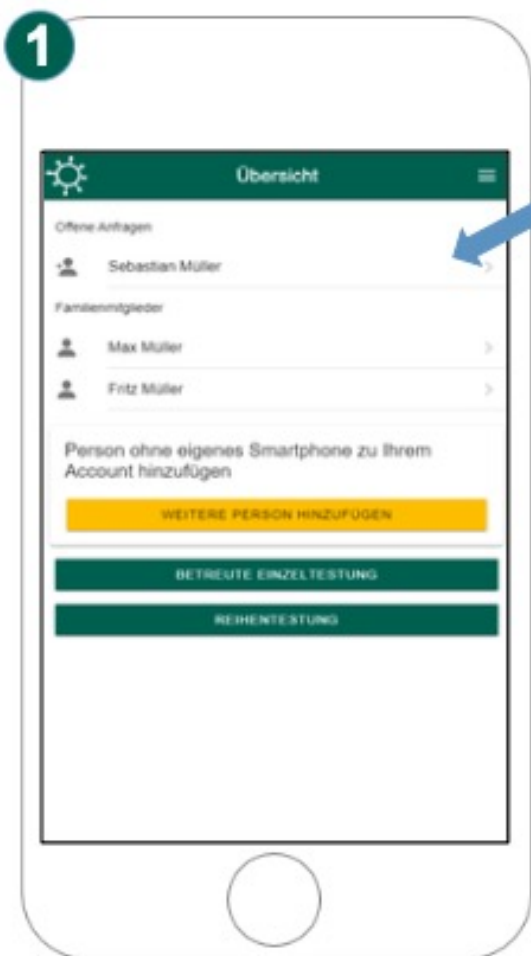 1
Übersicht
Offene Anfragen
Sebastian Müller
Familienmitglieder
Max Müller
Fritz Müller
Person ohne eigenes Smartphone zu Ihrem
Account hinzufügen
WEITERE PERSON HINZUFÜGEN
BETREUTE EINZELTESTUNG
REIHENTESTUNG